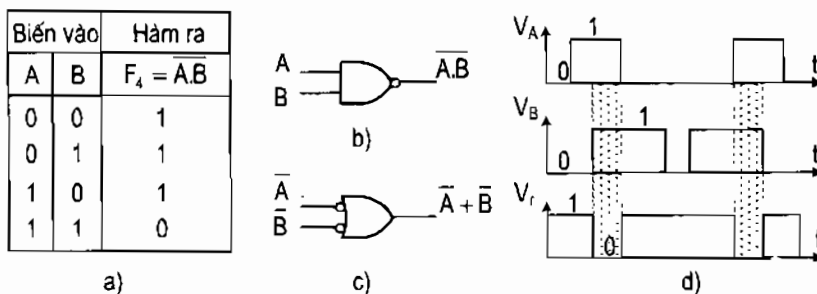 Biến vào Hàm ra
A B F₄ = A̅.̅B̅
0 0 1
0 1 1
1 0 1
1 1 0
a)
A
B
A̅.̅B̅
b)
A̅
B̅
A̅ + B̅
c)
V_A
1
0
t
V_B
1
0
t
V_r
1
0
t
d)